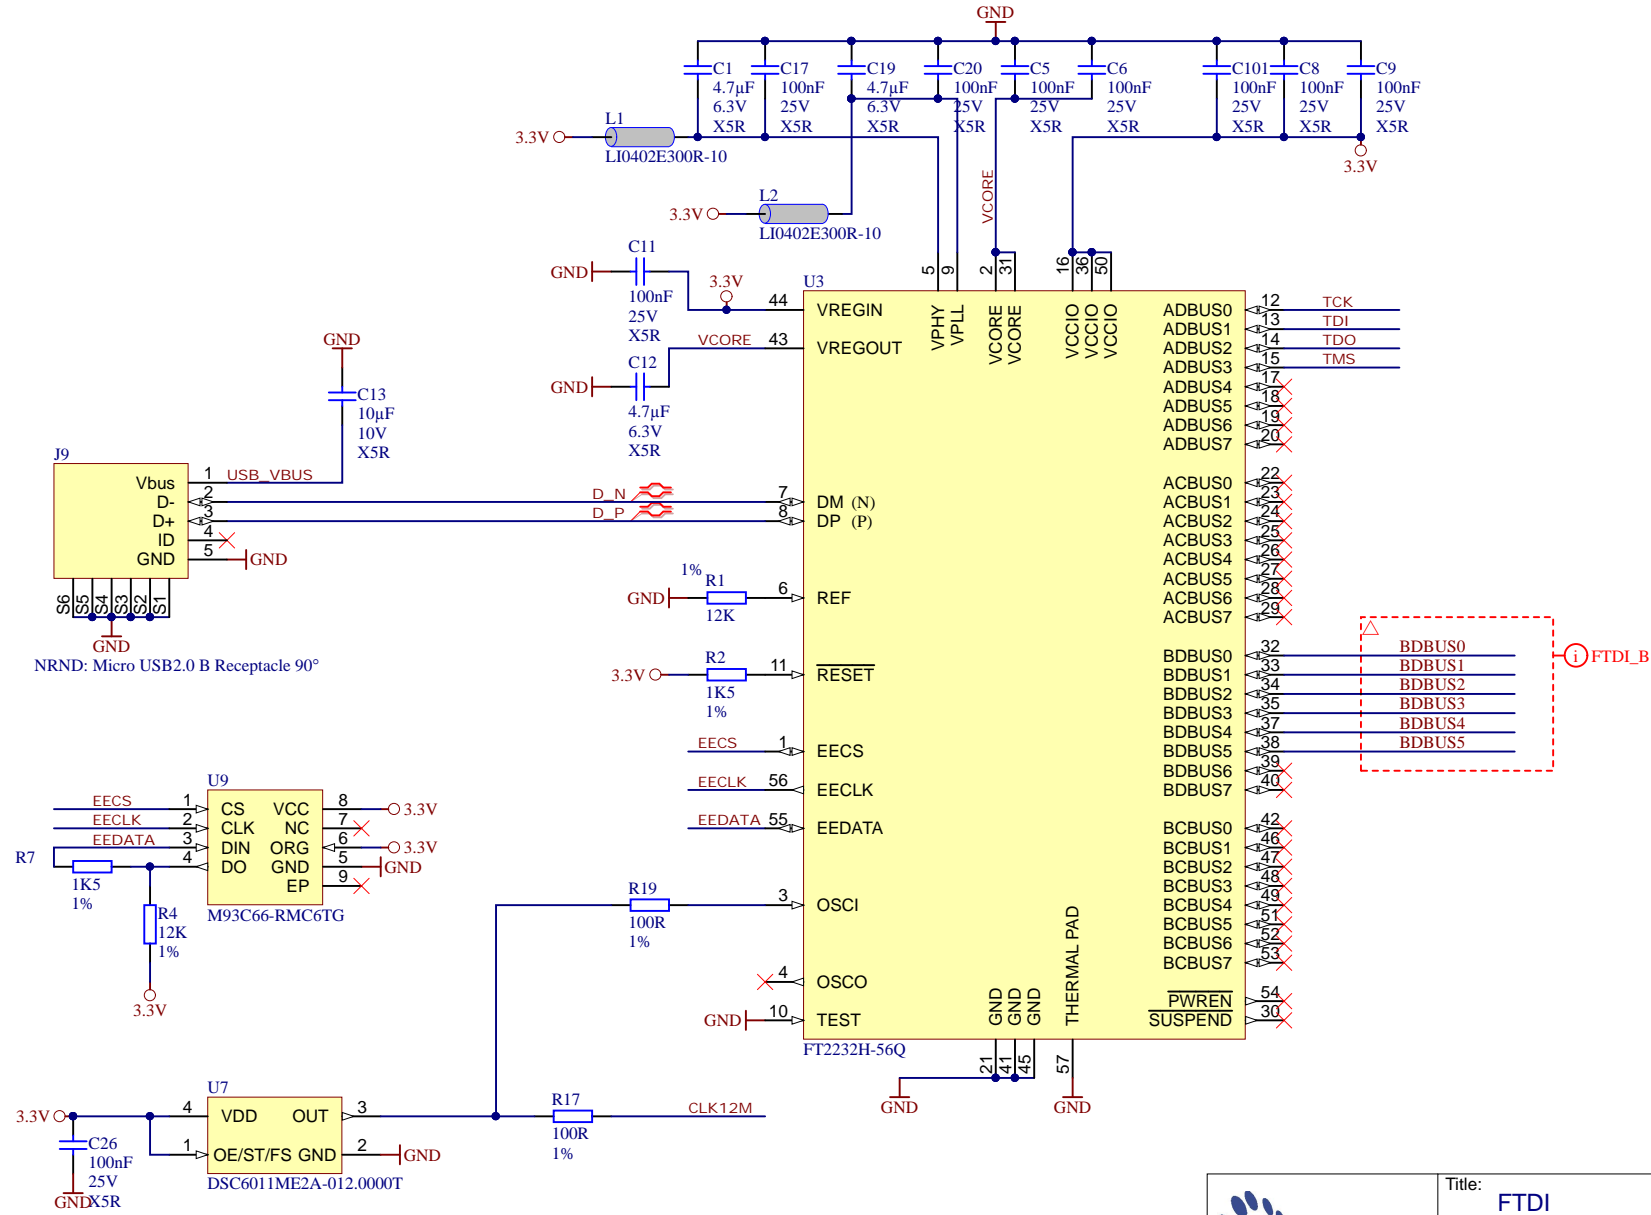 GND
C1
4.7µF
6.3V
X5R
C17
100nF
25V
X5R
C19
4.7µF
6.3V
X5R
C20
100nF
25V
X5R
C5
100nF
25V
X5R
C6
100nF
25V
X5R
C101
100nF
25V
X5R
C8
100nF
25V
X5R
C9
100nF
25V
X5R
3.3V
L1
LI0402E300R-10
3.3V
L2
LI0402E300R-10
3.3V
VCORE
C11
GND
100nF
25V
X5R
3.3V
VCORE
C12
GND
4.7µF
6.3V
X5R
GND
C13
10µF
10V
X5R
J9
Vbus 1 USB_VBUS
D- 2
D+ 3
ID 4
GND 5 GND
S6 S5 S4 S3 S2 S1
GND
NRND: Micro USB2.0 B Receptacle 90°
D_N
D_P
U3
5 VPHY
9 VPLL
2 VCORE
31 VCORE
16 VCCIO
36 VCCIO
50 VCCIO
44 VREGIN
43 VREGOUT
7 DM (N)
8 DP (P)
1%
R1
GND
12K
6 REF
R2
3.3V
1K5
1%
11 RESET
EECS 1 EECS
EECLK 56 EECLK
EEDATA 55 EEDATA
R19
100R
1%
3 OSCI
4 OSCO
GND 10 TEST
ADBUS0 12 TCK
ADBUS1 13 TDI
ADBUS2 14 TDO
ADBUS3 15 TMS
ADBUS4 17
ADBUS5 18
ADBUS6 19
ADBUS7 20
ACBUS0 22
ACBUS1 23
ACBUS2 24
ACBUS3 25
ACBUS4 26
ACBUS5 27
ACBUS6 28
ACBUS7 29
BDBUS0 32 BDBUS0
BDBUS1 33 BDBUS1
BDBUS2 34 BDBUS2
BDBUS3 35 BDBUS3
BDBUS4 37 BDBUS4
BDBUS5 38 BDBUS5
BDBUS6 39
BDBUS7 40
i FTDI_B
BCBUS0 42
BCBUS1 46
BCBUS2 47
BCBUS3 48
BCBUS4 49
BCBUS5 51
BCBUS6 52
BCBUS7 53
PWREN 54
SUSPEND 30
GND 21
GND 41
GND 45
THERMAL PAD 57
GND
GND
FT2232H-56Q
U9
EECS 1 CS VCC 8 3.3V
EECLK 2 CLK NC 7
EEDATA 3 DIN ORG 6 3.3V
4 DO GND 5 GND
EP 9
M93C66-RMC6TG
R7
1K5
1%
R4
12K
1%
3.3V
U7
3.3V 4 VDD OUT 3
1 OE/ST/FS GND 2 GND
DSC6011ME2A-012.0000T
C26
100nF
25V
X5R
GND
R17
100R
1%
CLK12M
Title:
FTDI